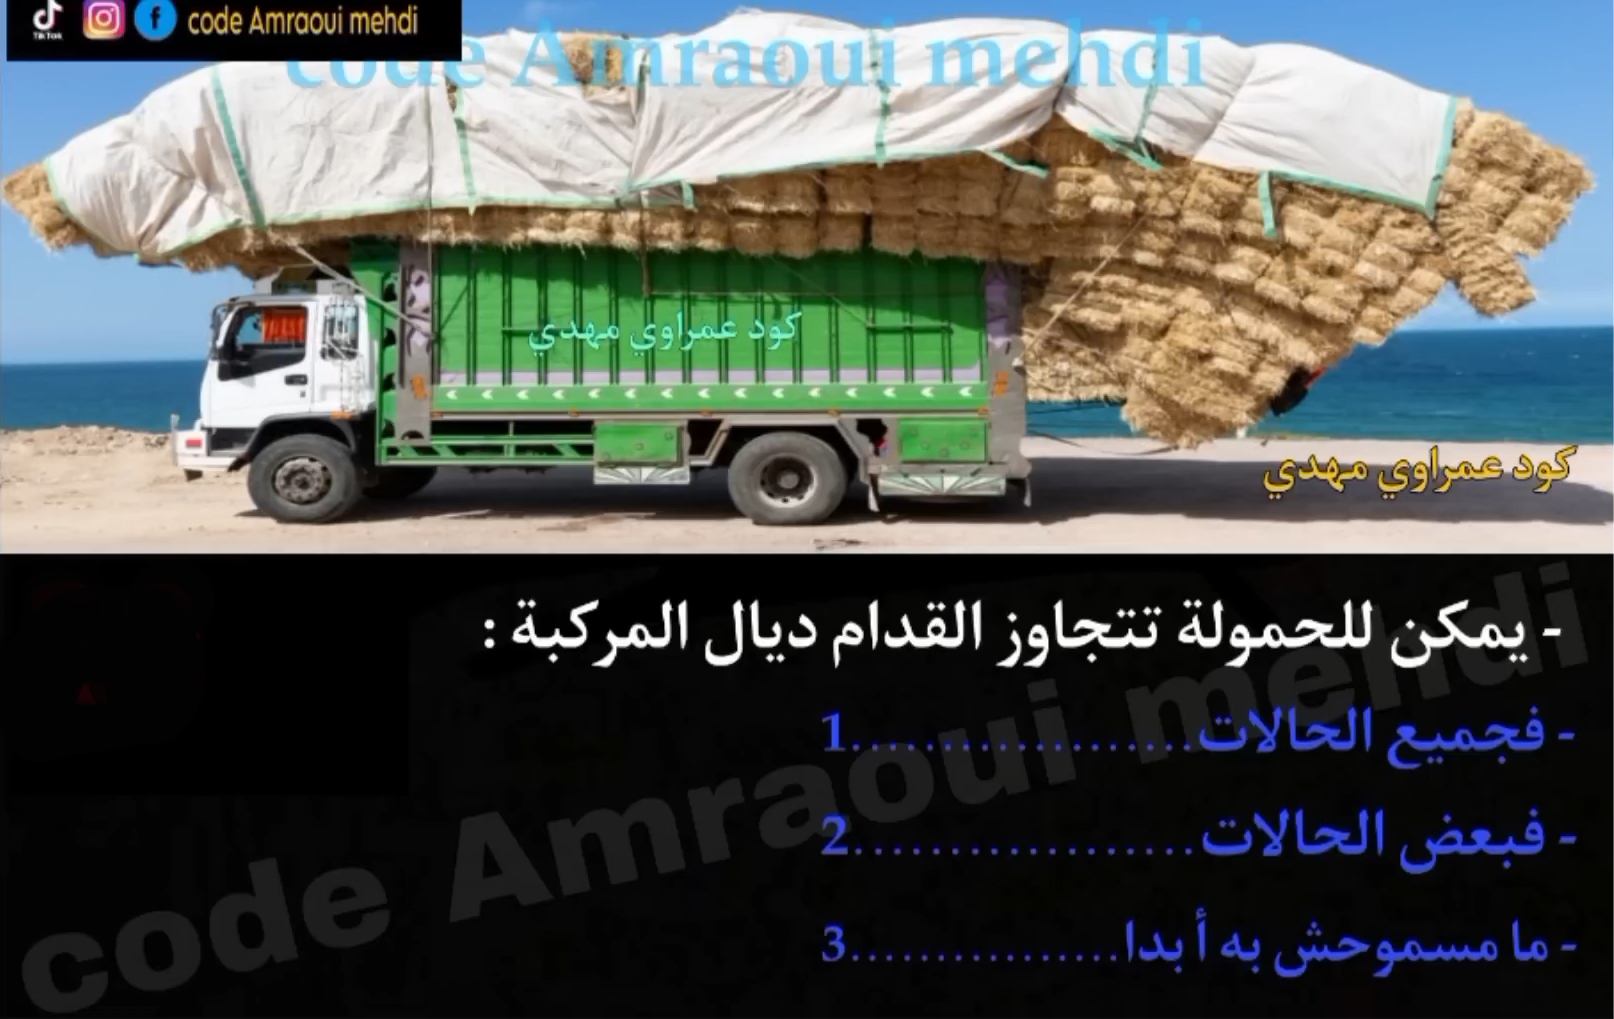 TikTok
code Amraoui mehdi
code Amraoui mehdi
كود عمراوي مهدي
كود عمراوي مهدي
- يمكن للحمولة تتجاوز القدام ديال المركبة :
- فجميع الحالات...................1
- فبعض الحالات...................2
- ما مسموحش به أبدا................3
code Amraoui mehdi